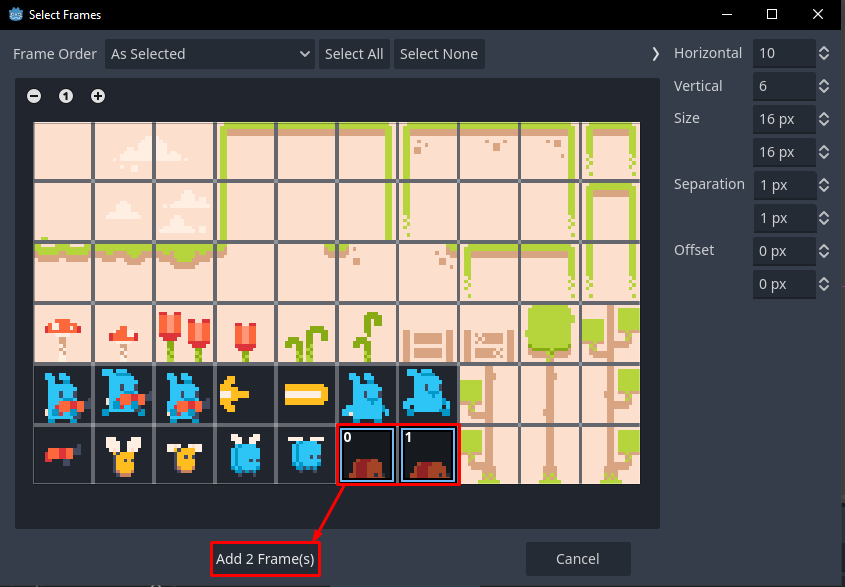 Select Frames
Frame Order As Selected Select All Select None
Horizontal 10
Vertical 6
Size 16 px
16 px
Separation 1 px
1 px
Offset 0 px
0 px
1
0 1
Add 2 Frame(s) Cancel